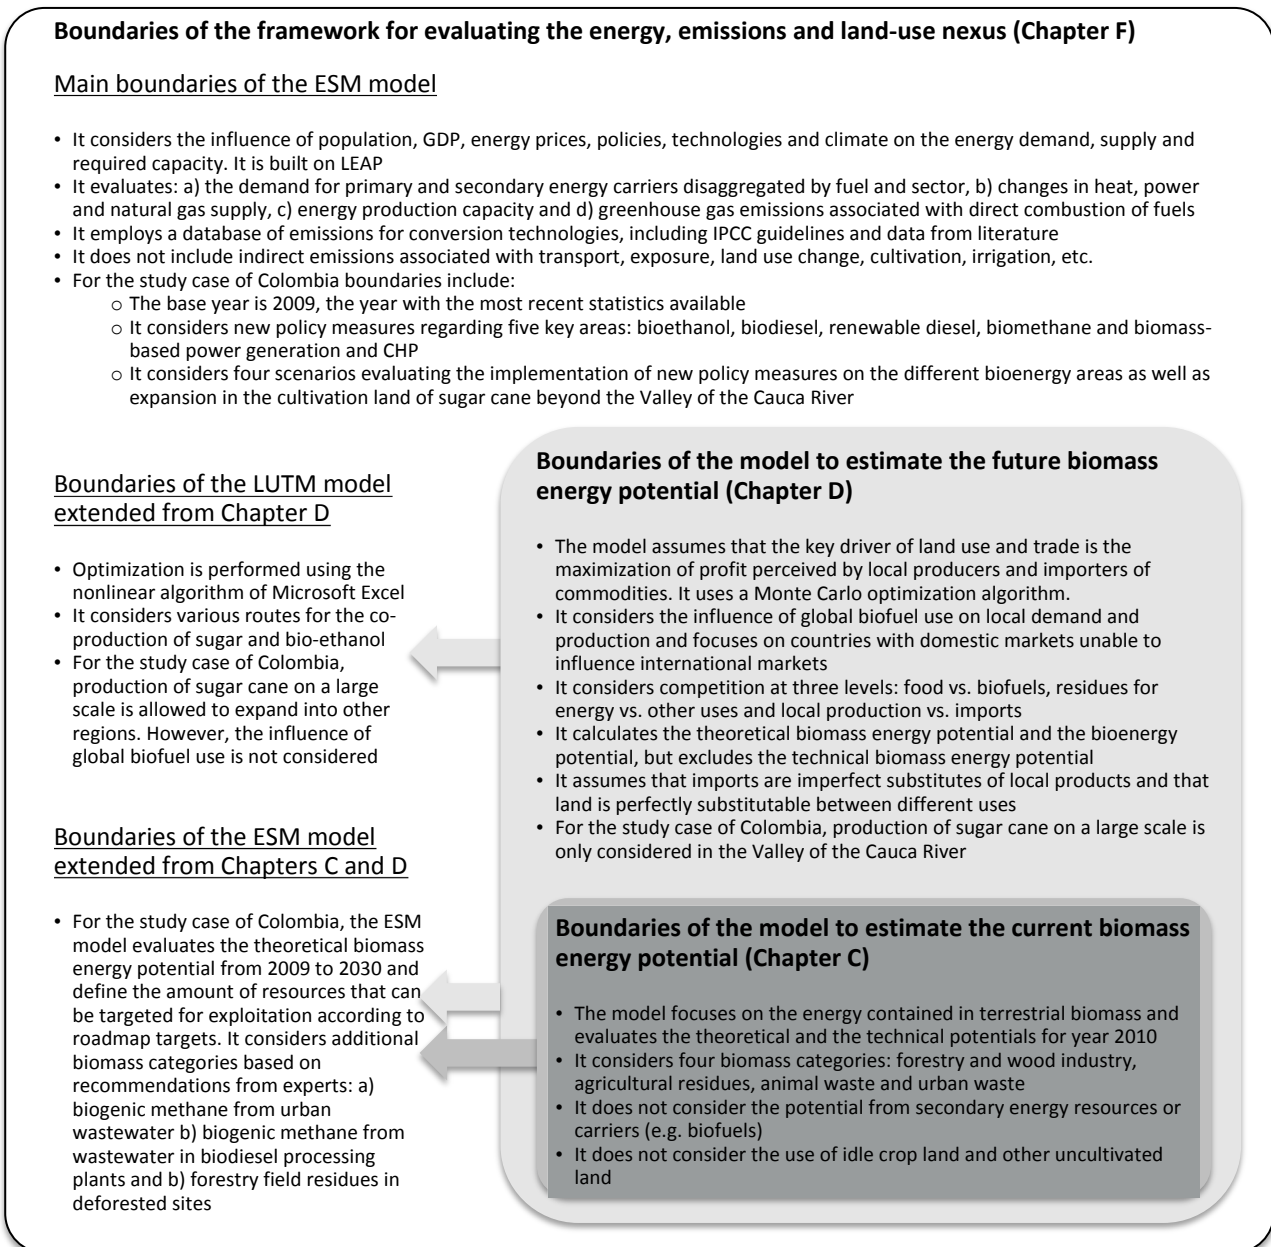 Boundaries of the framework for evaluating the energy, emissions and land-use nexus (Chapter F)
Main boundaries of the ESM model
• It considers the influence of population, GDP, energy prices, policies, technologies and climate on the energy demand, supply and
required capacity. It is built on LEAP
• It evaluates: a) the demand for primary and secondary energy carriers disaggregated by fuel and sector, b) changes in heat, power
and natural gas supply, c) energy production capacity and d) greenhouse gas emissions associated with direct combustion of fuels
• It employs a database of emissions for conversion technologies, including IPCC guidelines and data from literature
• It does not include indirect emissions associated with transport, exposure, land use change, cultivation, irrigation, etc.
• For the study case of Colombia boundaries include:
o The base year is 2009, the year with the most recent statistics available
o It considers new policy measures regarding five key areas: bioethanol, biodiesel, renewable diesel, biomethane and biomass-
based power generation and CHP
o It considers four scenarios evaluating the implementation of new policy measures on the different bioenergy areas as well as
expansion in the cultivation land of sugar cane beyond the Valley of the Cauca River
Boundaries of the LUTM model
extended from Chapter D
• Optimization is performed using the
nonlinear algorithm of Microsoft Excel
• It considers various routes for the co-
production of sugar and bio-ethanol
• For the study case of Colombia,
production of sugar cane on a large
scale is allowed to expand into other
regions. However, the influence of
global biofuel use is not considered
Boundaries of the ESM model
extended from Chapters C and D
• For the study case of Colombia, the ESM
model evaluates the theoretical biomass
energy potential from 2009 to 2030 and
define the amount of resources that can
be targeted for exploitation according to
roadmap targets. It considers additional
biomass categories based on
recommendations from experts: a)
biogenic methane from urban
wastewater b) biogenic methane from
wastewater in biodiesel processing
plants and b) forestry field residues in
deforested sites
Boundaries of the model to estimate the future biomass
energy potential (Chapter D)
• The model assumes that the key driver of land use and trade is the
maximization of profit perceived by local producers and importers of
commodities. It uses a Monte Carlo optimization algorithm.
• It considers the influence of global biofuel use on local demand and
production and focuses on countries with domestic markets unable to
influence international markets
• It considers competition at three levels: food vs. biofuels, residues for
energy vs. other uses and local production vs. imports
• It calculates the theoretical biomass energy potential and the bioenergy
potential, but excludes the technical biomass energy potential
• It assumes that imports are imperfect substitutes of local products and that
land is perfectly substitutable between different uses
• For the study case of Colombia, production of sugar cane on a large scale is
only considered in the Valley of the Cauca River
Boundaries of the model to estimate the current biomass
energy potential (Chapter C)
• The model focuses on the energy contained in terrestrial biomass and
evaluates the theoretical and the technical potentials for year 2010
• It considers four biomass categories: forestry and wood industry,
agricultural residues, animal waste and urban waste
• It does not consider the potential from secondary energy resources or
carriers (e.g. biofuels)
• It does not consider the use of idle crop land and other uncultivated
land